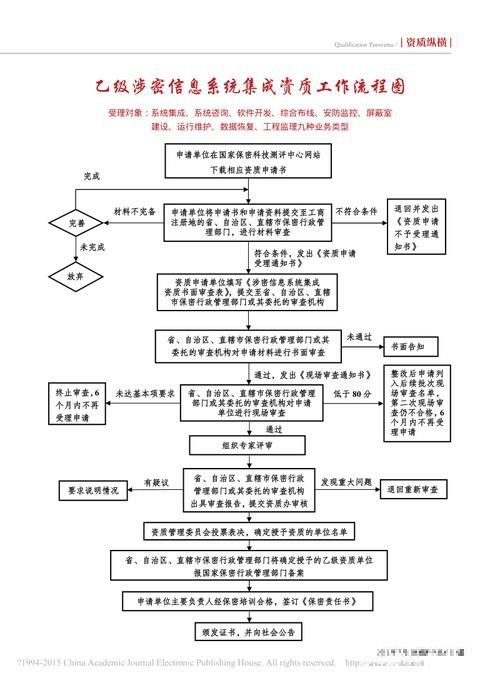 Qualification Panorama / 资质纵横
乙级涉密信息系统集成资质工作流程图
受理对象：系统集成、系统咨询、软件开发、综合布线、安防监控、屏蔽室
建设、运行维护、数据恢复、工程监理九种业务类型
申请单位在国家保密科技测评中心网站
下载相应资质申请书
完成
完善
材料不完备
未完成
放弃
申请单位将申请书和申请资料提交至工商
注册地的省、自治区、直辖市保密行政管
理部门，进行材料审查
不符合条件
退回并发出
《资质申请
不予受理通
知书》
符合条件，发出《资质申请
受理通知书》
资质申请单位填写《涉密信息系统集成
资质书面审查表》，提交至省、自治区、直辖
市保密行政管理部门或其委托的审查机构
省、自治区、直辖市保密行政管理部门或其
委托的审查机构对申请材料进行书面审查
未通过
书面告知
通过，发出《现场审查通知书》
终止审查，6
个月内不再
受理申请
未达基本项要求
省、自治区、直辖市保密行政管理
部门或其委托的审查机构对申请
单位进行现场审查
低于 80 分
整改后申请列
入后续批次现
场审查名单，
第二次现场审
查仍不合格，6
个月内不再受
理申请
通过
组织专家评审
要求说明情况
有疑议
省、自治区、直辖市保密行政
管理部门或其委托的审查机构
出具审查报告，提交资质办审核
发现重大问题
退回重新审查
资质管理委员会投票表决，确定授予资质的单位名单
省、自治区、直辖市保密行政管理部门将确定授予的乙级资质单位
报国家保密行政管理部门备案
申请单位主要负责人经保密培训合格，签订《保密责任书》
颁发证书，并向社会公告
?1994-2015 China Academic Journal Electronic Publishing House. All rights reserved. http: